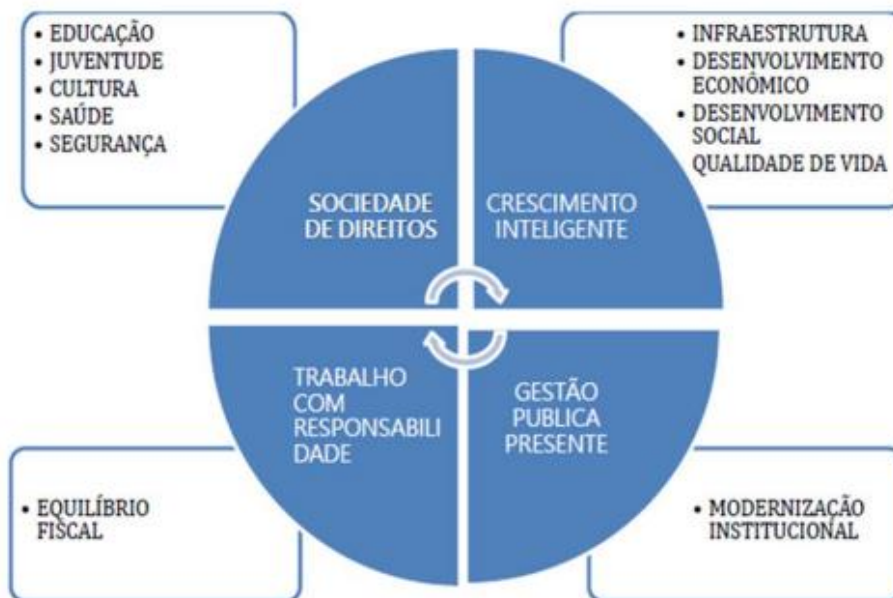 • EDUCAÇÃO
• JUVENTUDE
• CULTURA
• SAÚDE
• SEGURANÇA
• INFRAESTRUTURA
• DESENVOLVIMENTO
ECONÔMICO
• DESENVOLVIMENTO
SOCIAL
QUALIDADE DE VIDA
SOCIEDADE
DE DIREITOS
CRESCIMENTO
INTELIGENTE
TRABALHO
COM
RESPONSABILI
DADE
GESTÃO
PUBLICA
PRESENTE
• EQUILÍBRIO
FISCAL
• MODERNIZAÇÃO
INSTITUCIONAL